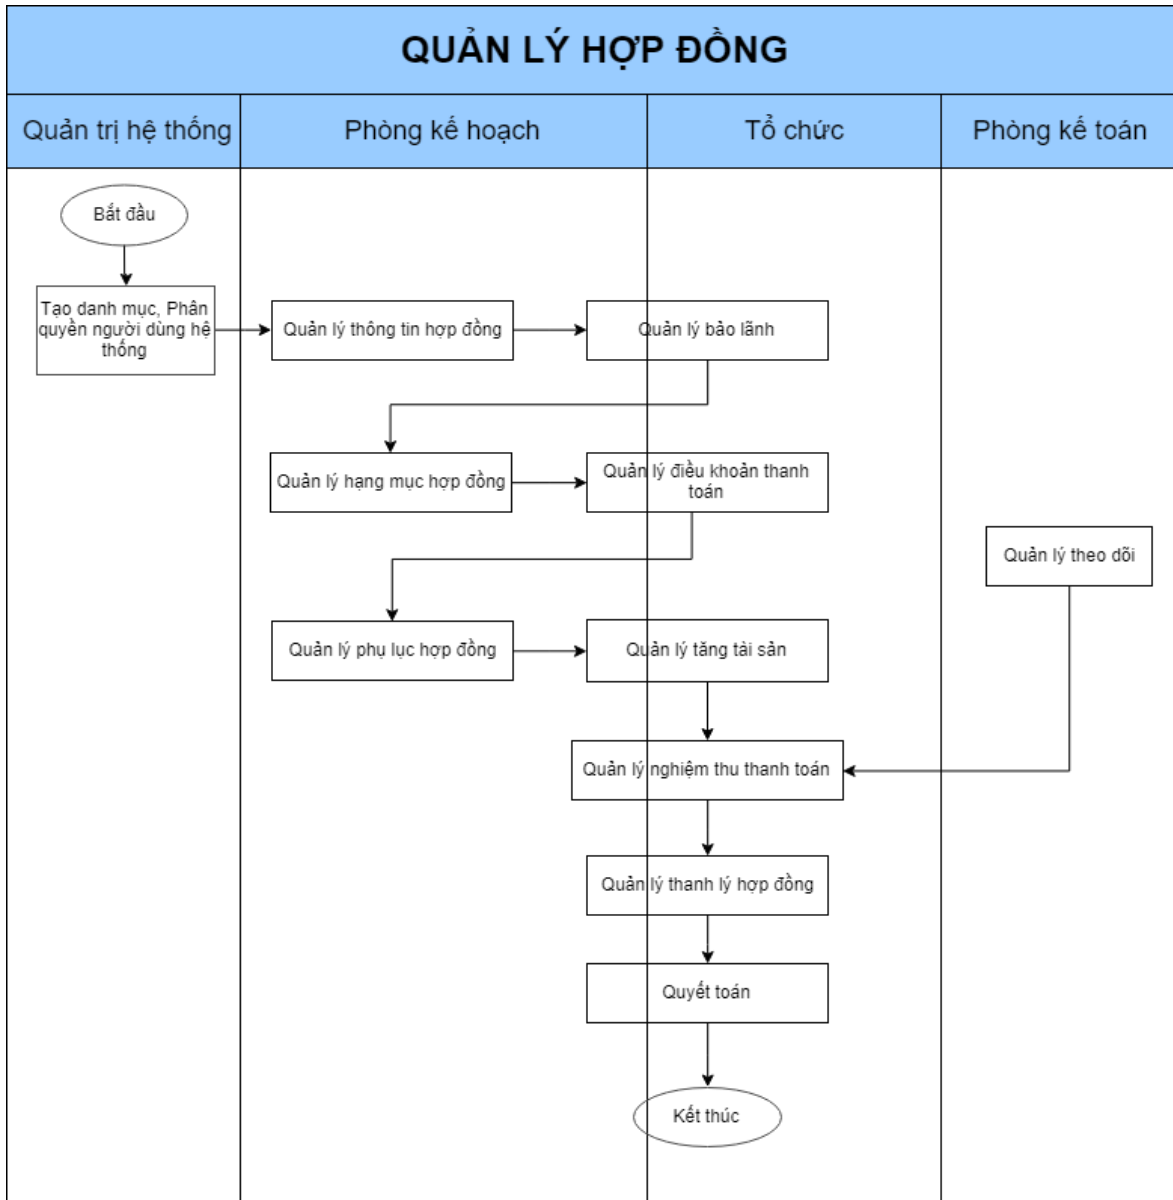 QUẢN LÝ HỢP ĐỒNG
Quản trị hệ thống
Phòng kế hoạch
Tổ chức
Phòng kế toán
Bắt đầu
Tạo danh mục, Phân
quyền người dùng hệ
thống
Quản lý thông tin hợp đồng
Quản lý bảo lãnh
Quản lý hạng mục hợp đồng
Quản lý điều khoản thanh
toán
Quản lý theo dõi
Quản lý phụ lục hợp đồng
Quản lý tăng tài sản
Quản lý nghiệm thu thanh toán
Quản lý thanh lý hợp đồng
Quyết toán
Kết thúc